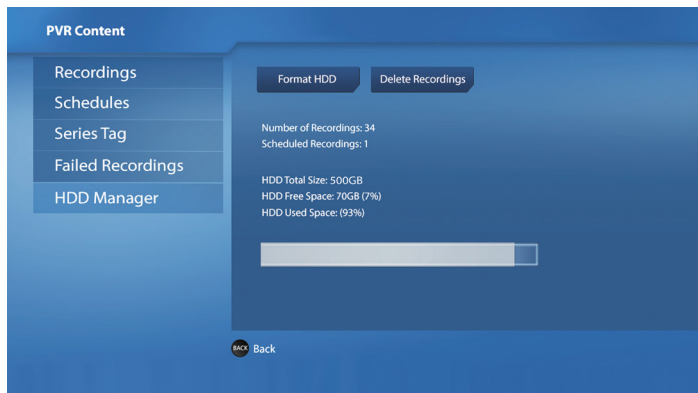 PVR Content
Recordings
Schedules
Series Tag
Failed Recordings
HDD Manager
Format HDD
Delete Recordings
Number of Recordings: 34
Scheduled Recordings: 1
HDD Total Size: 500GB
HDD Free Space: 70GB (7%)
HDD Used Space: (93%)
BACK Back